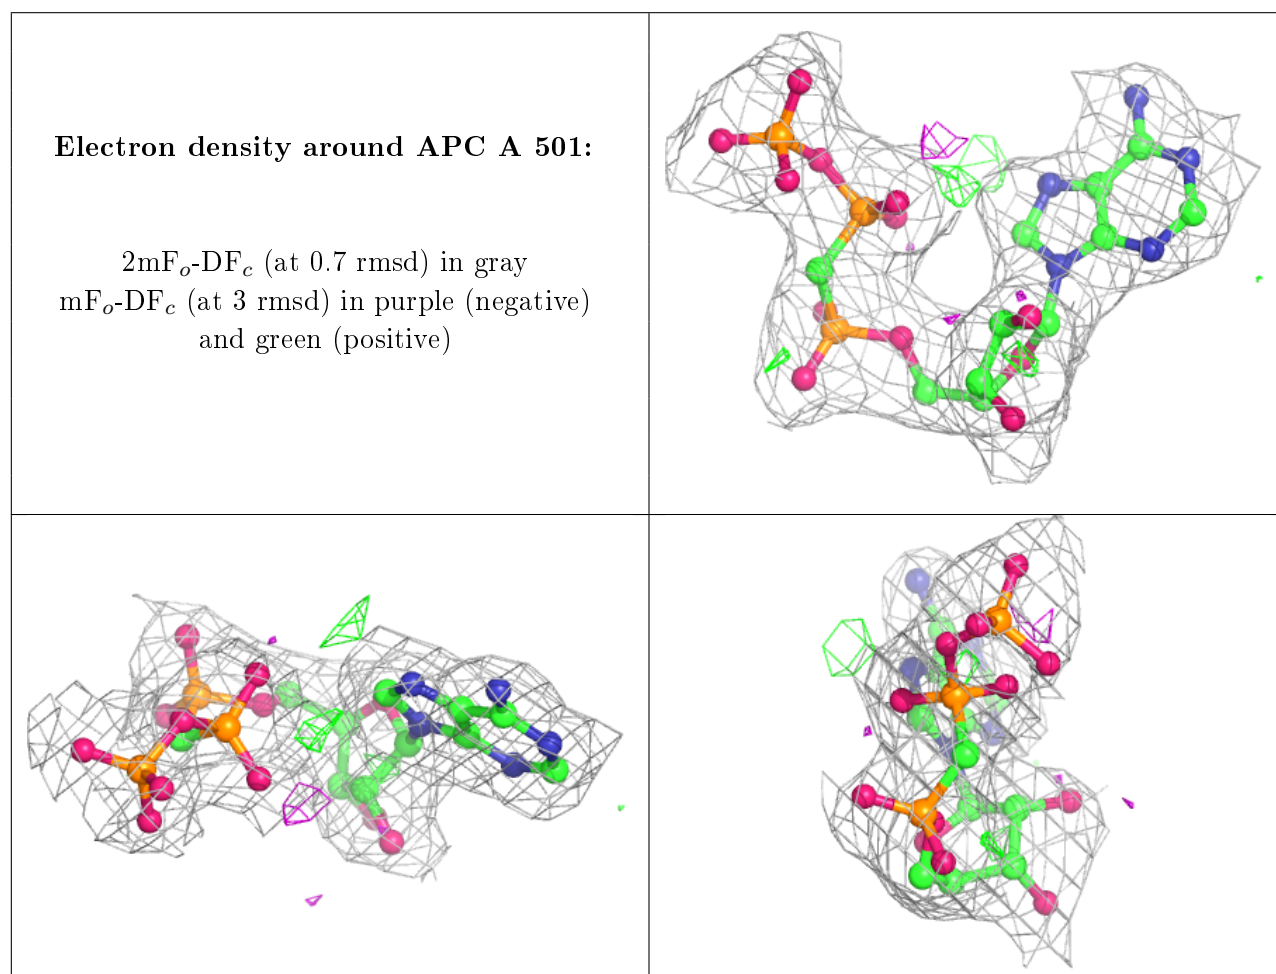 Electron density around APC A 501:
2mFₒ-DF𝒸 (at 0.7 rmsd) in gray
mFₒ-DF𝒸 (at 3 rmsd) in purple (negative)
and green (positive)